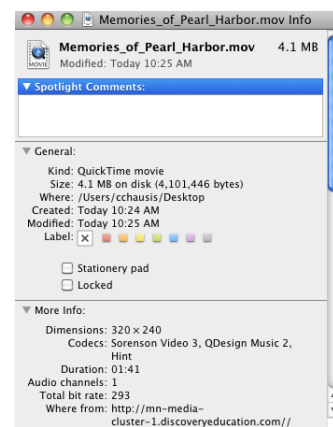 Memories_of_Pearl_Harbor.mov Info
Memories_of_Pearl_Harbor.mov 4.1 MB
Modified: Today 10:25 AM
MOVIE
Spotlight Comments:
General:
Kind: QuickTime movie
Size: 4.1 MB on disk (4,101,446 bytes)
Where: /Users/cchausis/Desktop
Created: Today 10:24 AM
Modified: Today 10:25 AM
Label:
Stationery pad
Locked
More Info:
Dimensions: 320 × 240
Codecs: Sorenson Video 3, QDesign Music 2,
Hint
Duration: 01:41
Audio channels: 1
Total bit rate: 293
Where from: http://mn-media-
cluster-1.discoveryeducation.com//